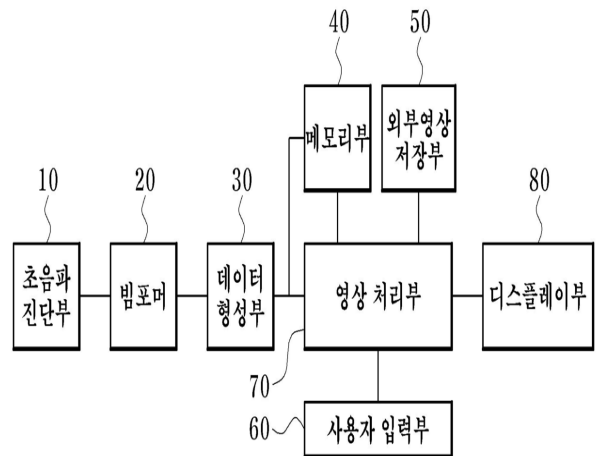 40
50
메모리부
외부영상
저장부
10
20
30
80
초음파
진단부
빔포머
데이터
형성부
영상 처리부
디스플레이부
70
60
사용자 입력부